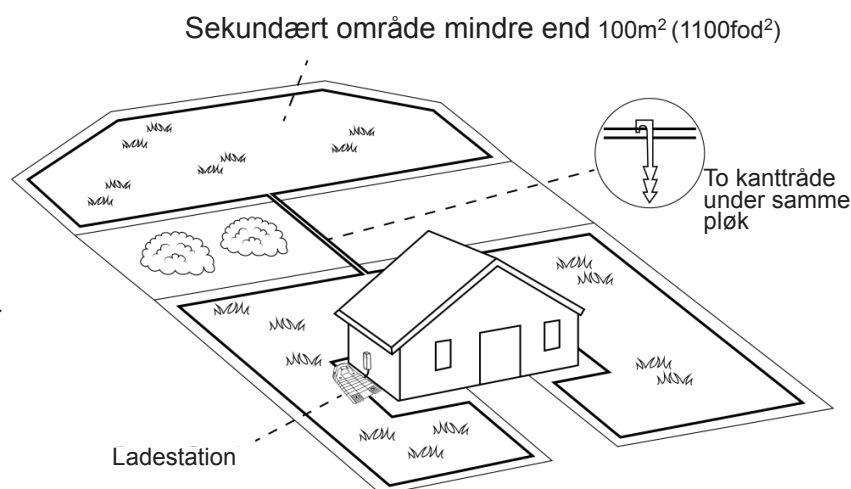 Sekundært område mindre end 100m² (1100fod²)
To kanttråde
under samme
pløk
Ladestation